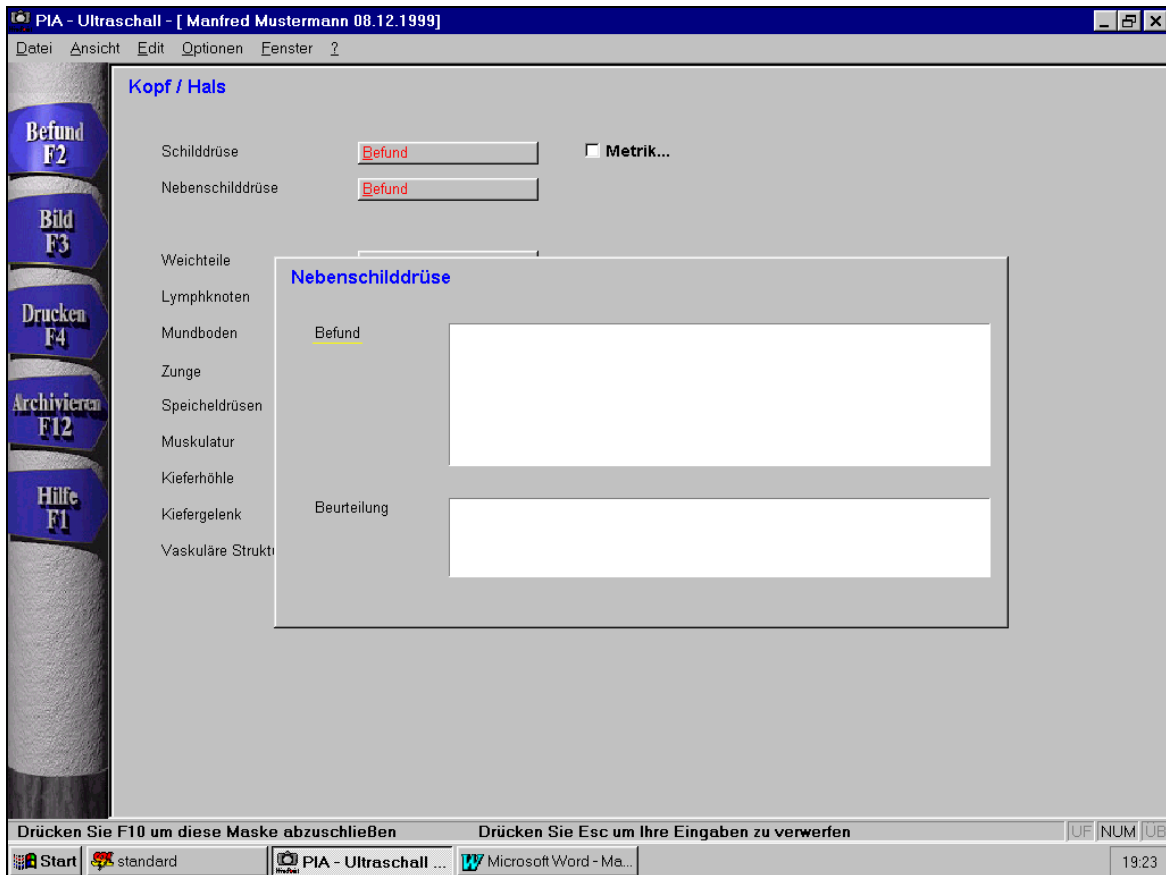 PIA - Ultraschall - [ Manfred Mustermann 08.12.1999]
Datei Ansicht Edit Optionen Fenster ?
Befund
F2
Bild
F3
Drucken
F4
Archivieren
F12
Hilfe
F1
Kopf / Hals
Schilddrüse Befund Metrik...
Nebenschilddrüse Befund
Weichteile
Lymphknoten
Mundboden
Zunge
Speicheldrüsen
Muskulatur
Kieferhöhle
Kiefergelenk
Vaskuläre Struktu
Nebenschilddrüse
Befund
Beurteilung
Drücken Sie F10 um diese Maske abzuschließen Drücken Sie Esc um Ihre Eingaben zu verwerfen UF NUM ÜB
Start standard PIA - Ultraschall ... Microsoft Word - Ma... 19:23